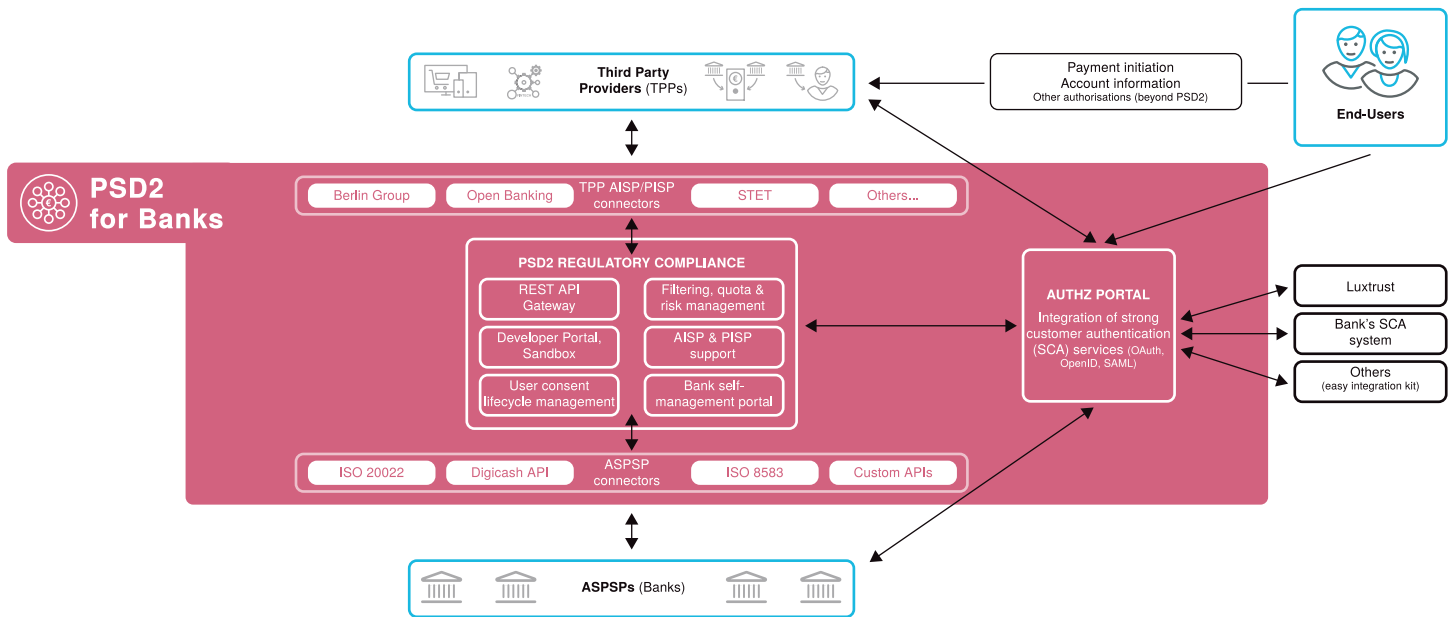 Third Party
Providers (TPPs)
Payment initiation
Account information
Other authorisations (beyond PSD2)
End-Users
PSD2
for Banks
Berlin Group
Open Banking
TPP AISP/PISP
connectors
STET
Others...
PSD2 REGULATORY COMPLIANCE
REST API
Gateway
Filtering, quota &
risk management
Developer Portal,
Sandbox
AISP & PISP
support
User consent
lifecycle management
Bank self-
management portal
AUTHZ PORTAL
Integration of strong
customer authentication
(SCA) services (OAuth,
OpenID, SAML)
Luxtrust
Bank's SCA
system
Others
(easy integration kit)
ISO 20022
Digicash API
ASPSP
connectors
ISO 8583
Custom APIs
ASPSPs (Banks)